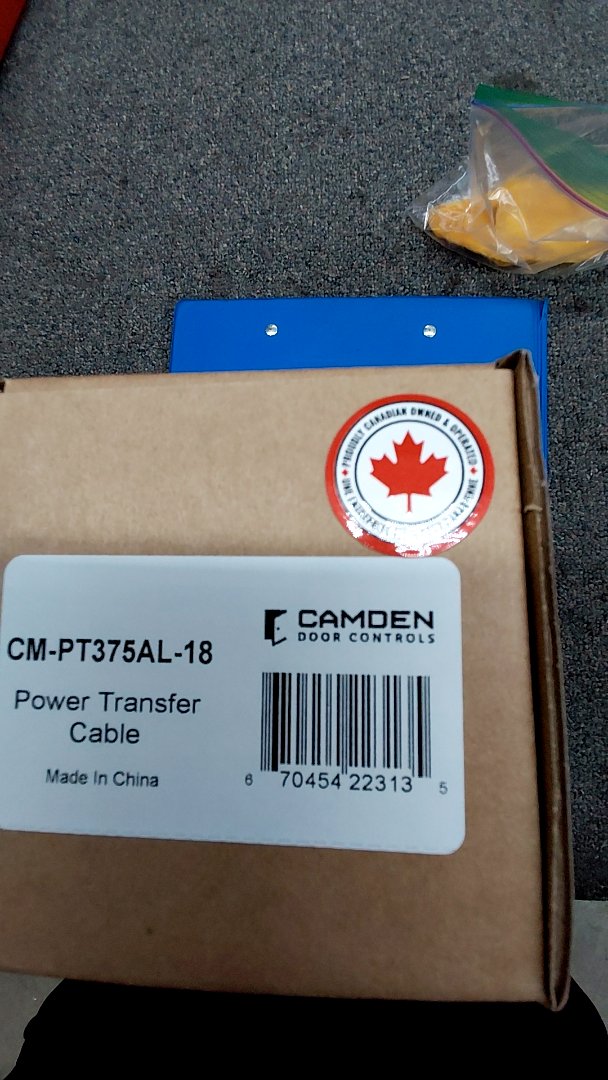 PROUDLY CANADIAN OWNED & OPERATED
CAMDEN
DOOR CONTROLS
CM-PT375AL-18
Power Transfer
Cable
Made In China
6 70454 22313 5